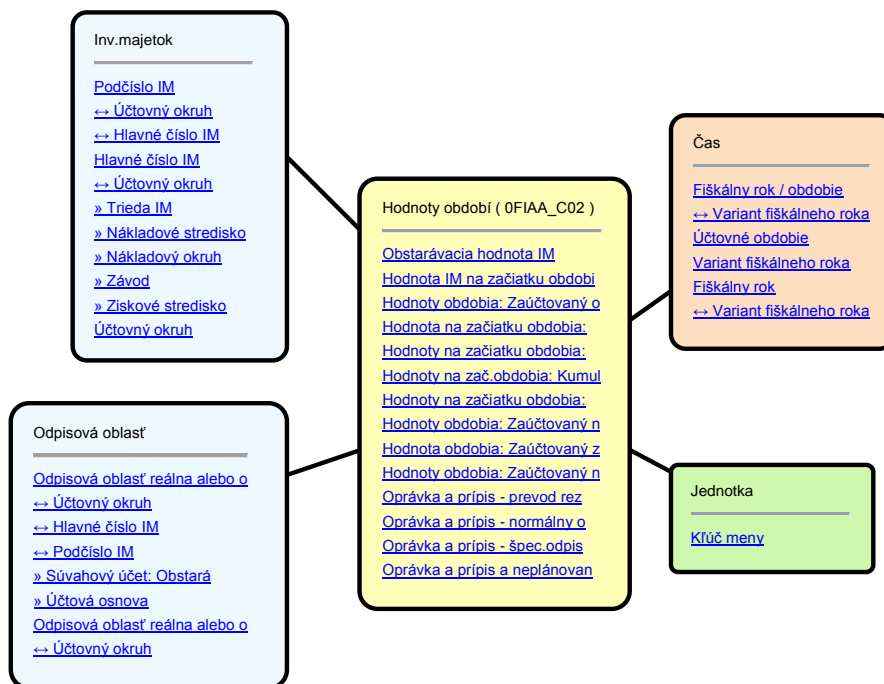 Inv.majetok
Podčíslo IM
↔ Účtovný okruh
↔ Hlavné číslo IM
Hlavné číslo IM
↔ Účtovný okruh
» Trieda IM
» Nákladové stredisko
» Nákladový okruh
» Závod
» Ziskové stredisko
Účtovný okruh
Odpisová oblasť
Odpisová oblasť reálna alebo o
↔ Účtovný okruh
↔ Hlavné číslo IM
↔ Podčíslo IM
» Súvahový účet: Obstará
» Účtová osnova
Odpisová oblasť reálna alebo o
↔ Účtovný okruh
Hodnoty období ( 0FIAA_C02 )
Obstarávacia hodnota IM
Hodnota IM na začiatku obdobi
Hodnoty obdobia: Zaúčtovaný o
Hodnota na začiatku obdobia:
Hodnoty na začiatku obdobia:
Hodnoty na zač.obdobia: Kumul
Hodnoty na začiatku obdobia:
Hodnoty obdobia: Zaúčtovaný n
Hodnota obdobia: Zaúčtovaný z
Hodnoty obdobia: Zaúčtovaný n
Oprávka a prípis - prevod rez
Oprávka a prípis - normálny o
Oprávka a prípis - špec.odpis
Oprávka a prípis a neplánovan
Čas
Fiškálny rok / obdobie
↔ Variant fiškálneho roka
Účtovné obdobie
Variant fiškálneho roka
Fiškálny rok
↔ Variant fiškálneho roka
Jednotka
Kľúč meny